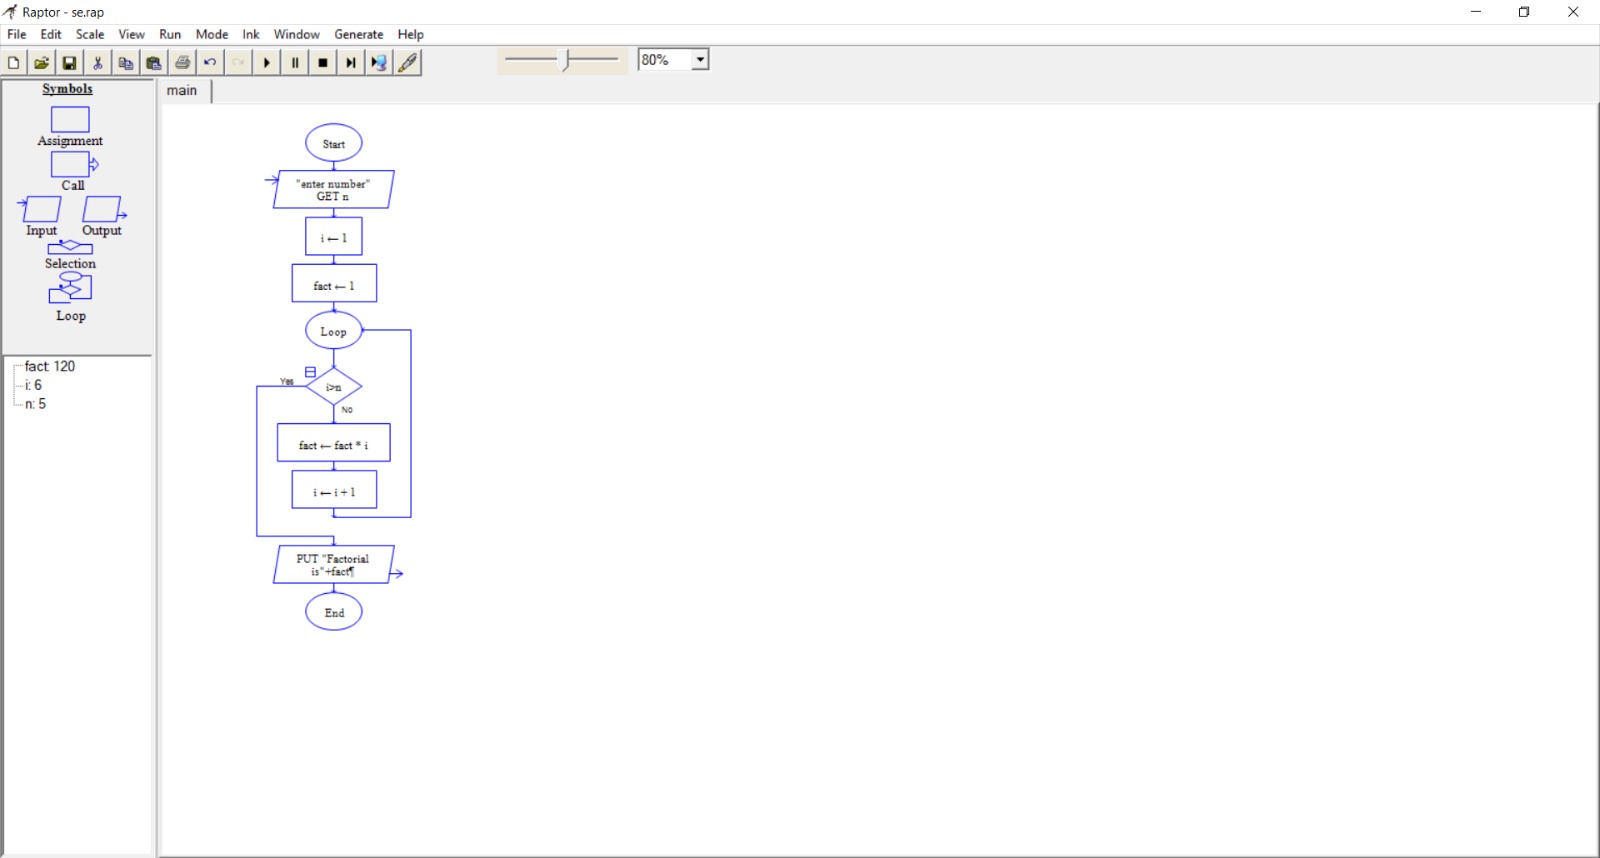 Raptor - se.rap
File Edit Scale View Run Mode Ink Window Generate Help
80%
Symbols
Assignment
Call
Input Output
Selection
Loop
fact: 120
i: 6
n: 5
main
Start
"enter number"
GET n
i ← 1
fact ← 1
Loop
Yes
i>n
No
fact ← fact * i
i ← i + 1
PUT "Factorial
is"+fact¶
End